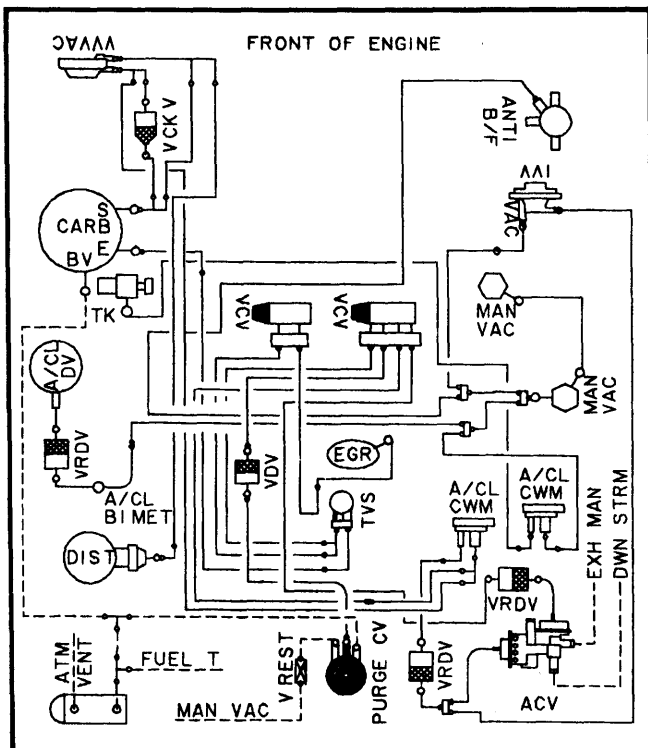 FRONT OF ENGINE
VVVAC
VCKV
ANTI
B/F
VVI
VAC
S
CARB
E
BV
TK
VCV
VCV
MAN
VAC
MAN
VAC
A/CL
DV
VRDV
A/CL
BIMET
VDV
EGR
TVS
A/CL
CWM
A/CL
CWM
EXH MAN
DWN STRM
DIST
VRDV
VRDV
ACV
ATM
VENT
FUEL T
V REST
PURGE CV
MAN VAC